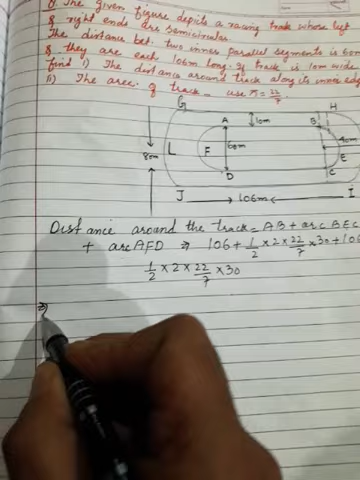 Q. The given figure depicts a racing track whose left
& right ends are semicircular
The distance bet. two inner parallel segments is 60m
& they are each 106m long. If track is 10m wide
find i) The distance around track along its inner edge
ii) The area of track. use π = 22/7
G H
A 10m B
L 80m F 60m 40m
D C
J 106m I
Distance around the track = AB + arc BEC
+ arc AFD ⇒ 106 + 1/2 × 2 × 22/7 × 30 + 106
1/2 × 2 × 22/7 × 30
⇒